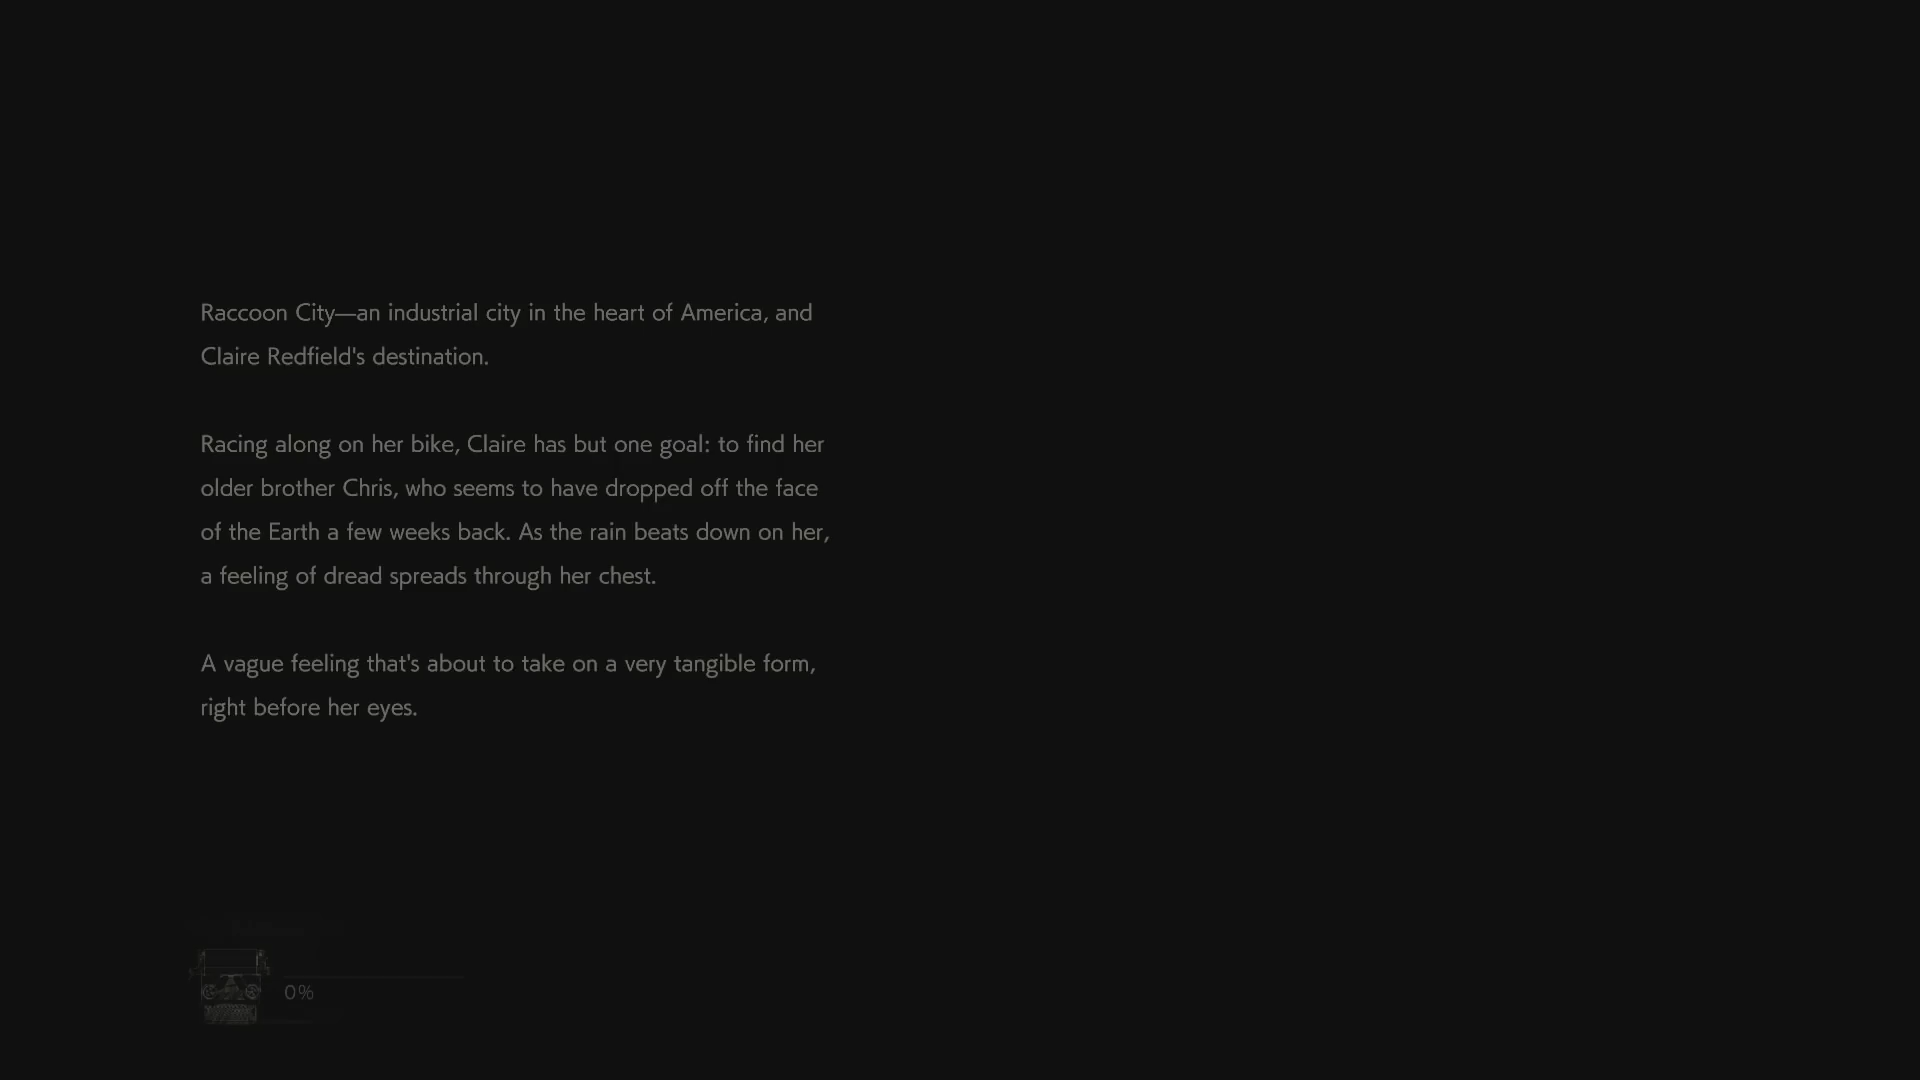 Raccoon City—an industrial city in the heart of America, and
Claire Redfield's destination.
Racing along on her bike, Claire has but one goal: to find her
older brother Chris, who seems to have dropped off the face
of the Earth a few weeks back. As the rain beats down on her,
a feeling of dread spreads through her chest.
A vague feeling that's about to take on a very tangible form,
right before her eyes.
0%